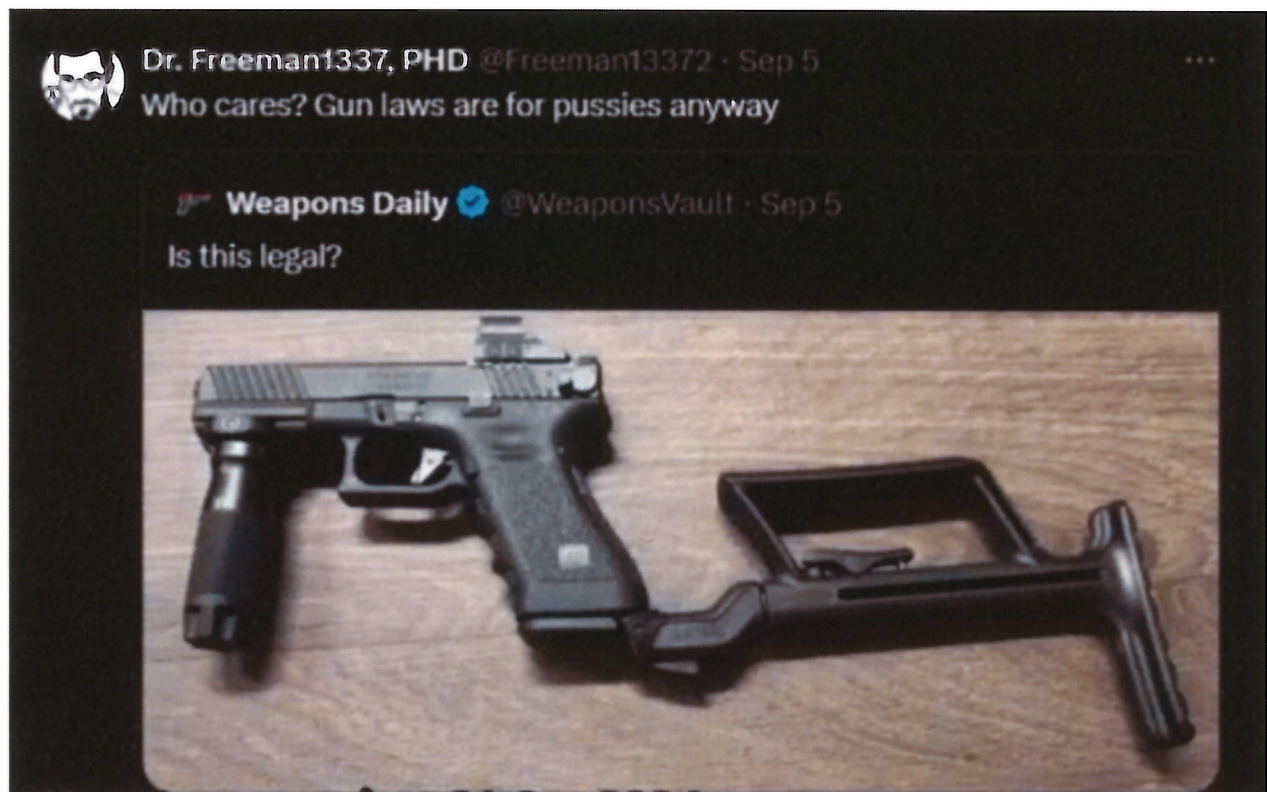 Dr. Freeman1337, PHD @Freeman13372 · Sep 5
Who cares? Gun laws are for pussies anyway
Weapons Daily @WeaponsVault · Sep 5
Is this legal?